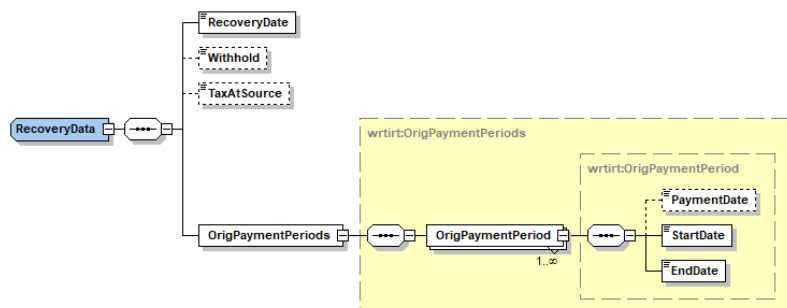 RecoveryDate
Withhold
TaxAtSource
RecoveryData
wrtirt:OrigPaymentPeriods
wrtirt:OrigPaymentPeriod
PaymentDate
OrigPaymentPeriods
OrigPaymentPeriod
StartDate
1..∞
EndDate